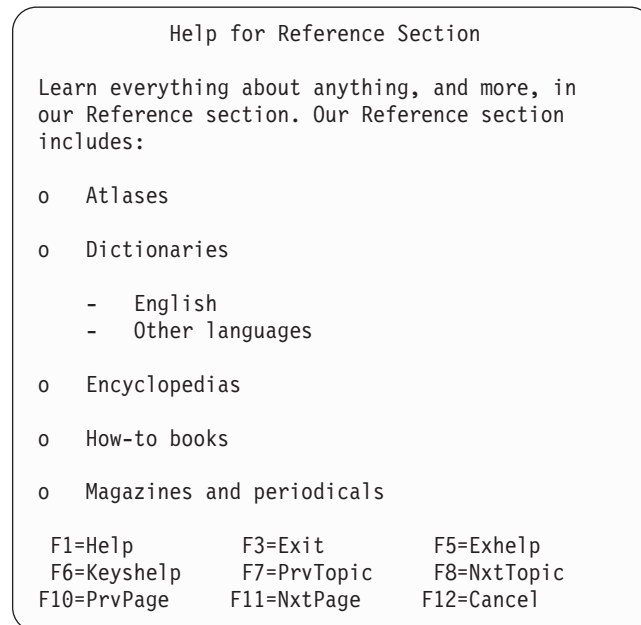 Help for Reference Section
Learn everything about anything, and more, in
our Reference section. Our Reference section
includes:
o Atlases
o Dictionaries
- English
- Other languages
o Encyclopedias
o How-to books
o Magazines and periodicals
F1=Help F3=Exit F5=Exhelp
F6=Keyshelp F7=PrvTopic F8=NxtTopic
F10=PrvPage F11=NxtPage F12=Cancel